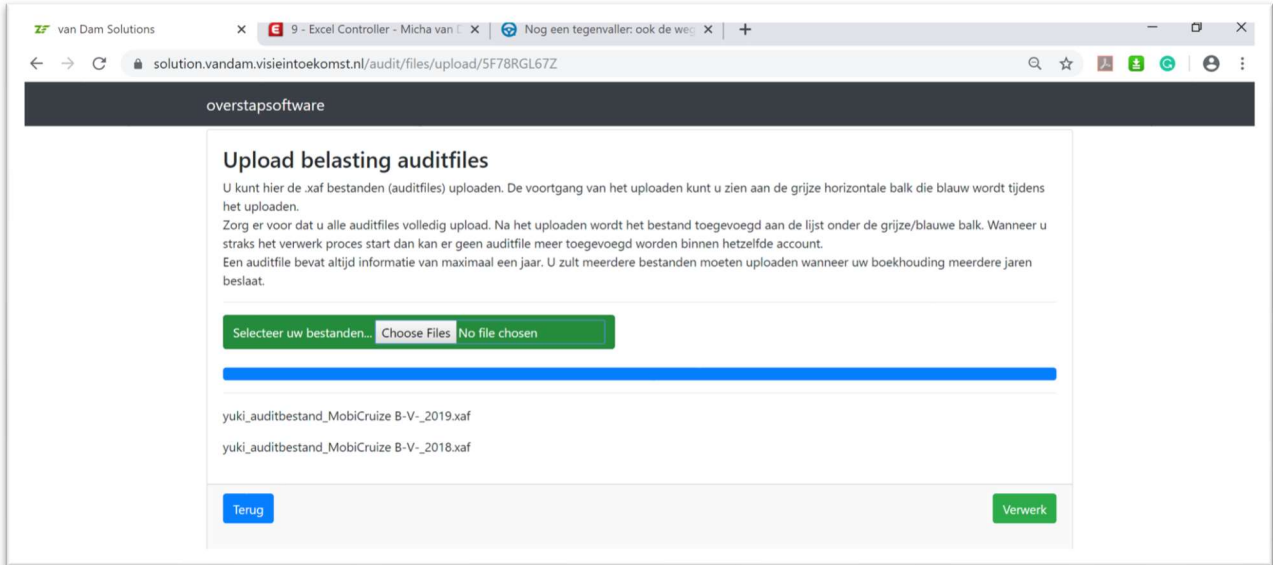 van Dam Solutions
9 - Excel Controller - Micha van
Nog een tegenvaller: ook de weg
solution.vandam.visieintoekomst.nl/audit/files/upload/5F78RGL67Z
overstapsoftware
Upload belasting auditfiles
U kunt hier de .xaf bestanden (auditfiles) uploaden. De voortgang van het uploaden kunt u zien aan de grijze horizontale balk die blauw wordt tijdens
het uploaden.
Zorg er voor dat u alle auditfiles volledig upload. Na het uploaden wordt het bestand toegevoegd aan de lijst onder de grijze/blauwe balk. Wanneer u
straks het verwerk proces start dan kan er geen auditfile meer toegevoegd worden binnen hetzelfde account.
Een auditfile bevat altijd informatie van maximaal een jaar. U zult meerdere bestanden moeten uploaden wanneer uw boekhouding meerdere jaren
beslaat.
Selecteer uw bestanden... Choose Files No file chosen
yuki_auditbestand_MobiCruize B-V-_2019.xaf
yuki_auditbestand_MobiCruize B-V-_2018.xaf
Terug
Verwerk